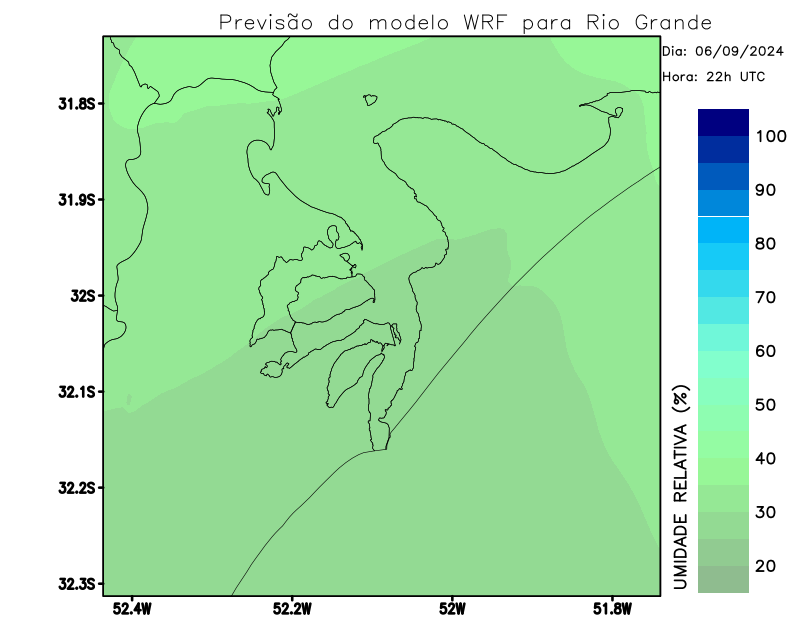 Previsão do modelo WRF para Rio Grande
Dia: 06/09/2024
Hora: 22h UTC
31.8S
31.9S
32S
32.1S
32.2S
32.3S
52.4W
52.2W
52W
51.8W
100
90
80
70
60
50
40
30
20
UMIDADE RELATIVA (%)